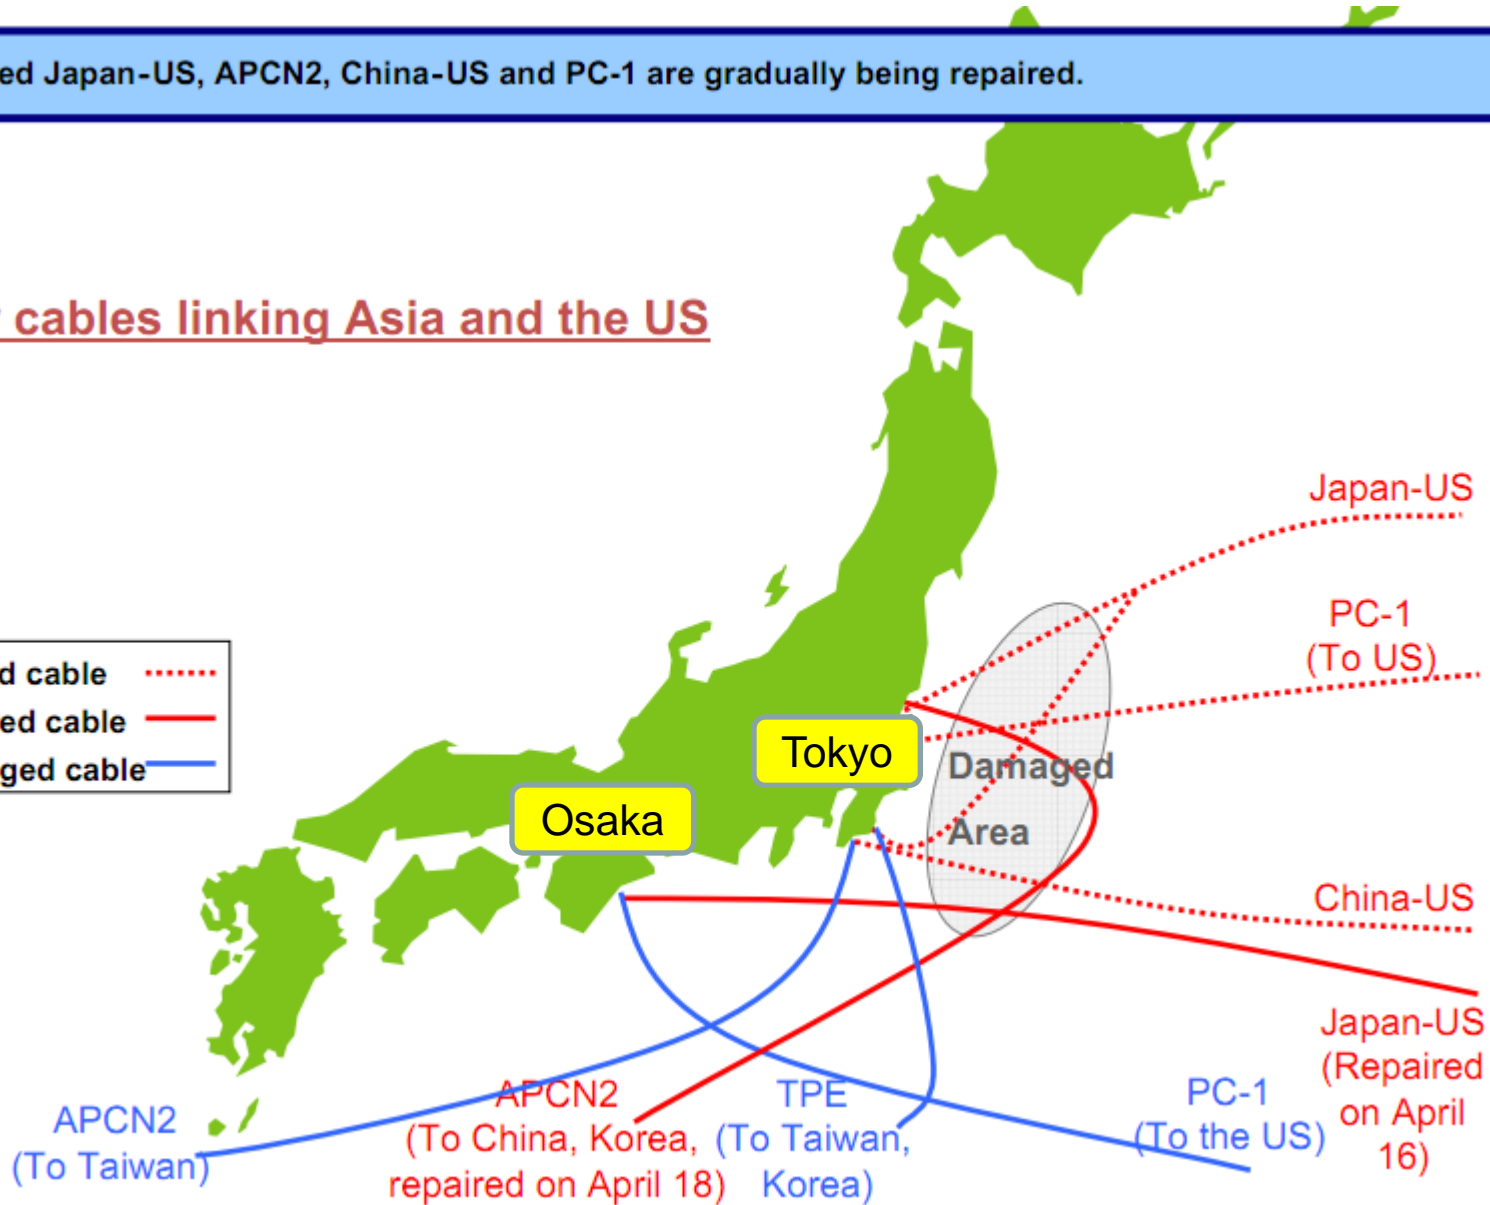 ed Japan-US, APCN2, China-US and PC-1 are gradually being repaired.
cables linking Asia and the US
Japan-US
PC-1
(To US)
d cable
ed cable
ged cable
Tokyo
Damaged
Osaka
Area
China-US
Japan-US
(Repaired
on April
16)
APCN2
(To Taiwan)
APCN2
(To China, Korea,
repaired on April 18)
TPE
(To Taiwan,
Korea)
PC-1
(To the US)